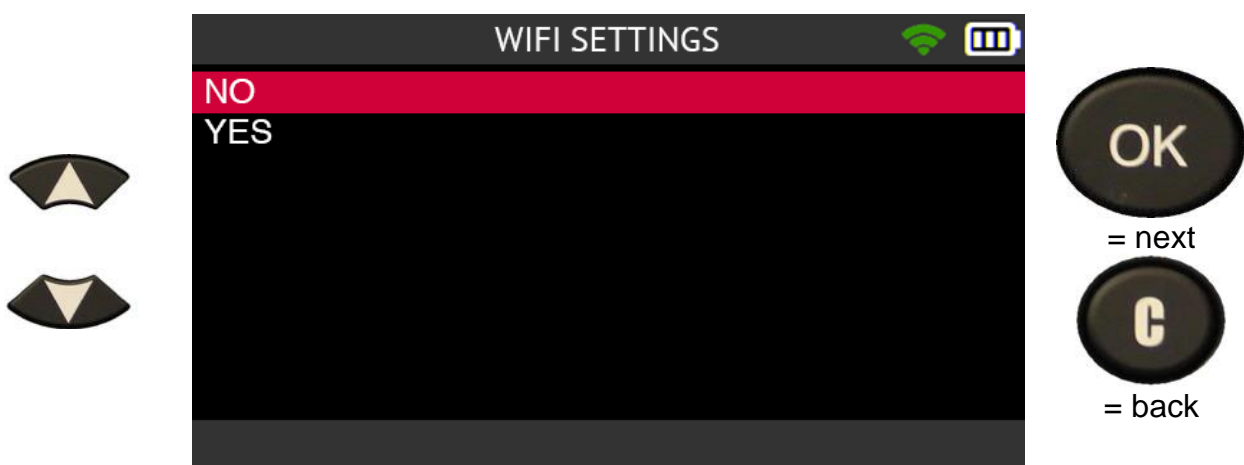 WIFI SETTINGS
NO
YES
OK
= next
C
= back